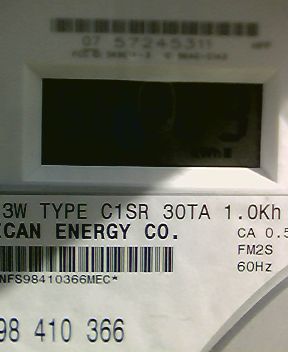 07 57245311
3W TYPE C1SR 30TA 1.0Kh
ICAN ENERGY CO.
CA 0.5
FM2S
NFS98410366MEC*
60Hz
98 410 366